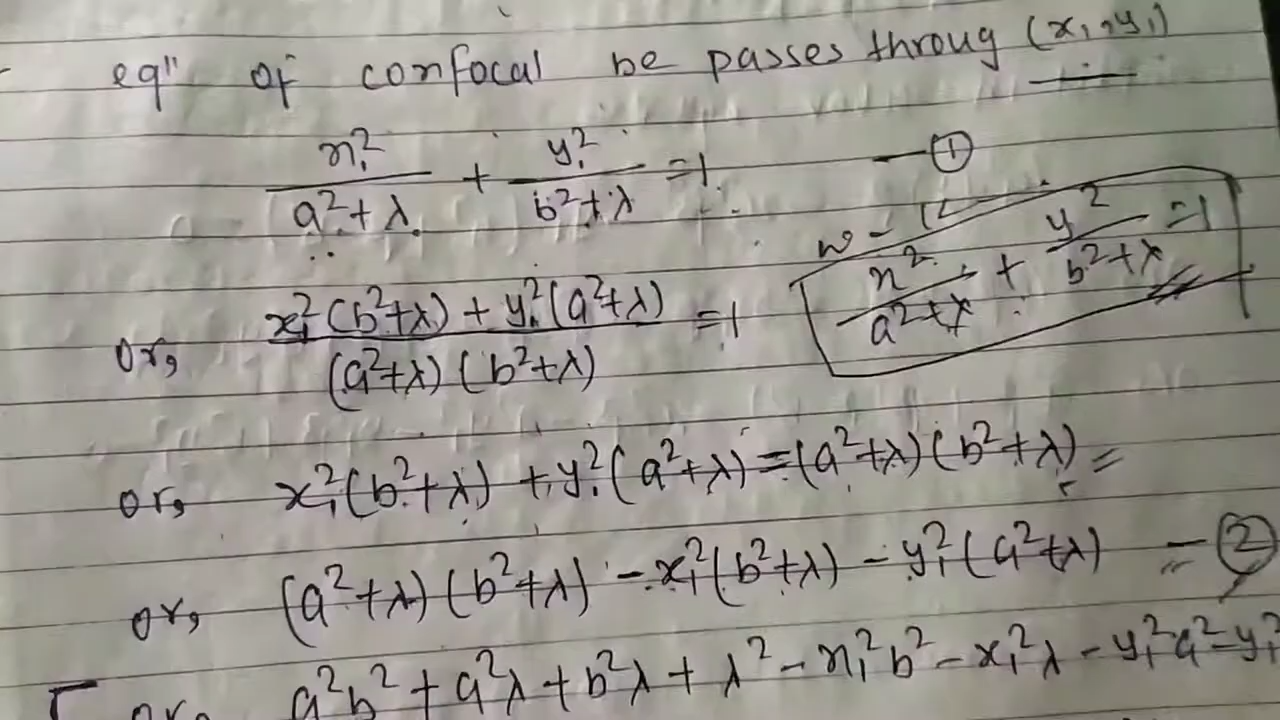 eqⁿ of confocal be passes throug (x₁,y₁)
x₁²/(a²+λ) + y₁²/(b²+λ) =1 —①
w - k
x²/(a²+λ) + y²/(b²+λ) =1
or, (x₁²(b²+λ) + y₁²(a²+λ))/((a²+λ)(b²+λ)) =1
or, x₁²(b²+λ) + y₁²(a²+λ) =(a²+λ)(b²+λ) =
or, (a²+λ)(b²+λ) - x₁²(b²+λ) - y₁²(a²+λ) —②
or, a²b² + a²λ + b²λ + λ² - x₁²b² - x₁²λ - y₁²a² - y₁²